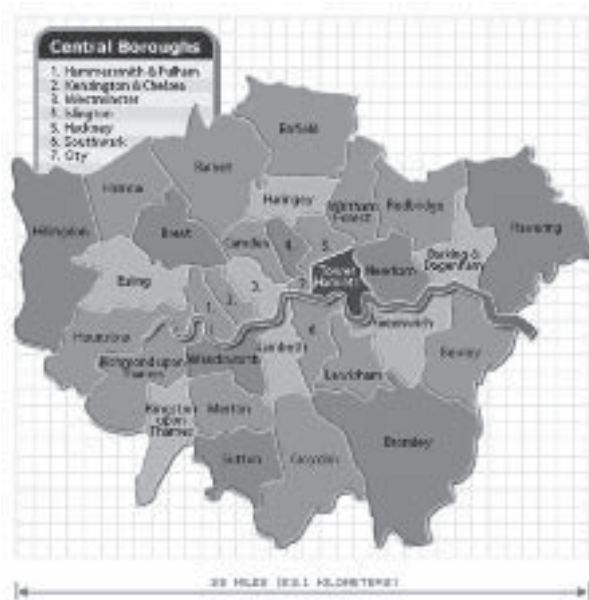 Central Boroughs
1. Hammersmith & Fulham
2. Kensington & Chelsea
3. Westminster
4. Islington
5. Hackney
6. Southwark
7. City
Enfield
Barnet
Harrow
Haringey
Waltham
Forest
Redbridge
Havering
Hillingdon
Brent
Camden
4.
5.
Barking &
Dagenham
Ealing
Tower
Hamlets
Newham
1.
2.
3.
7.
Hounslow
6.
Greenwich
Bexley
Richmond upon
Thames
Wandsworth
Lambeth
Lewisham
Kingston
upon
Thames
Merton
Bromley
Sutton
Croydon